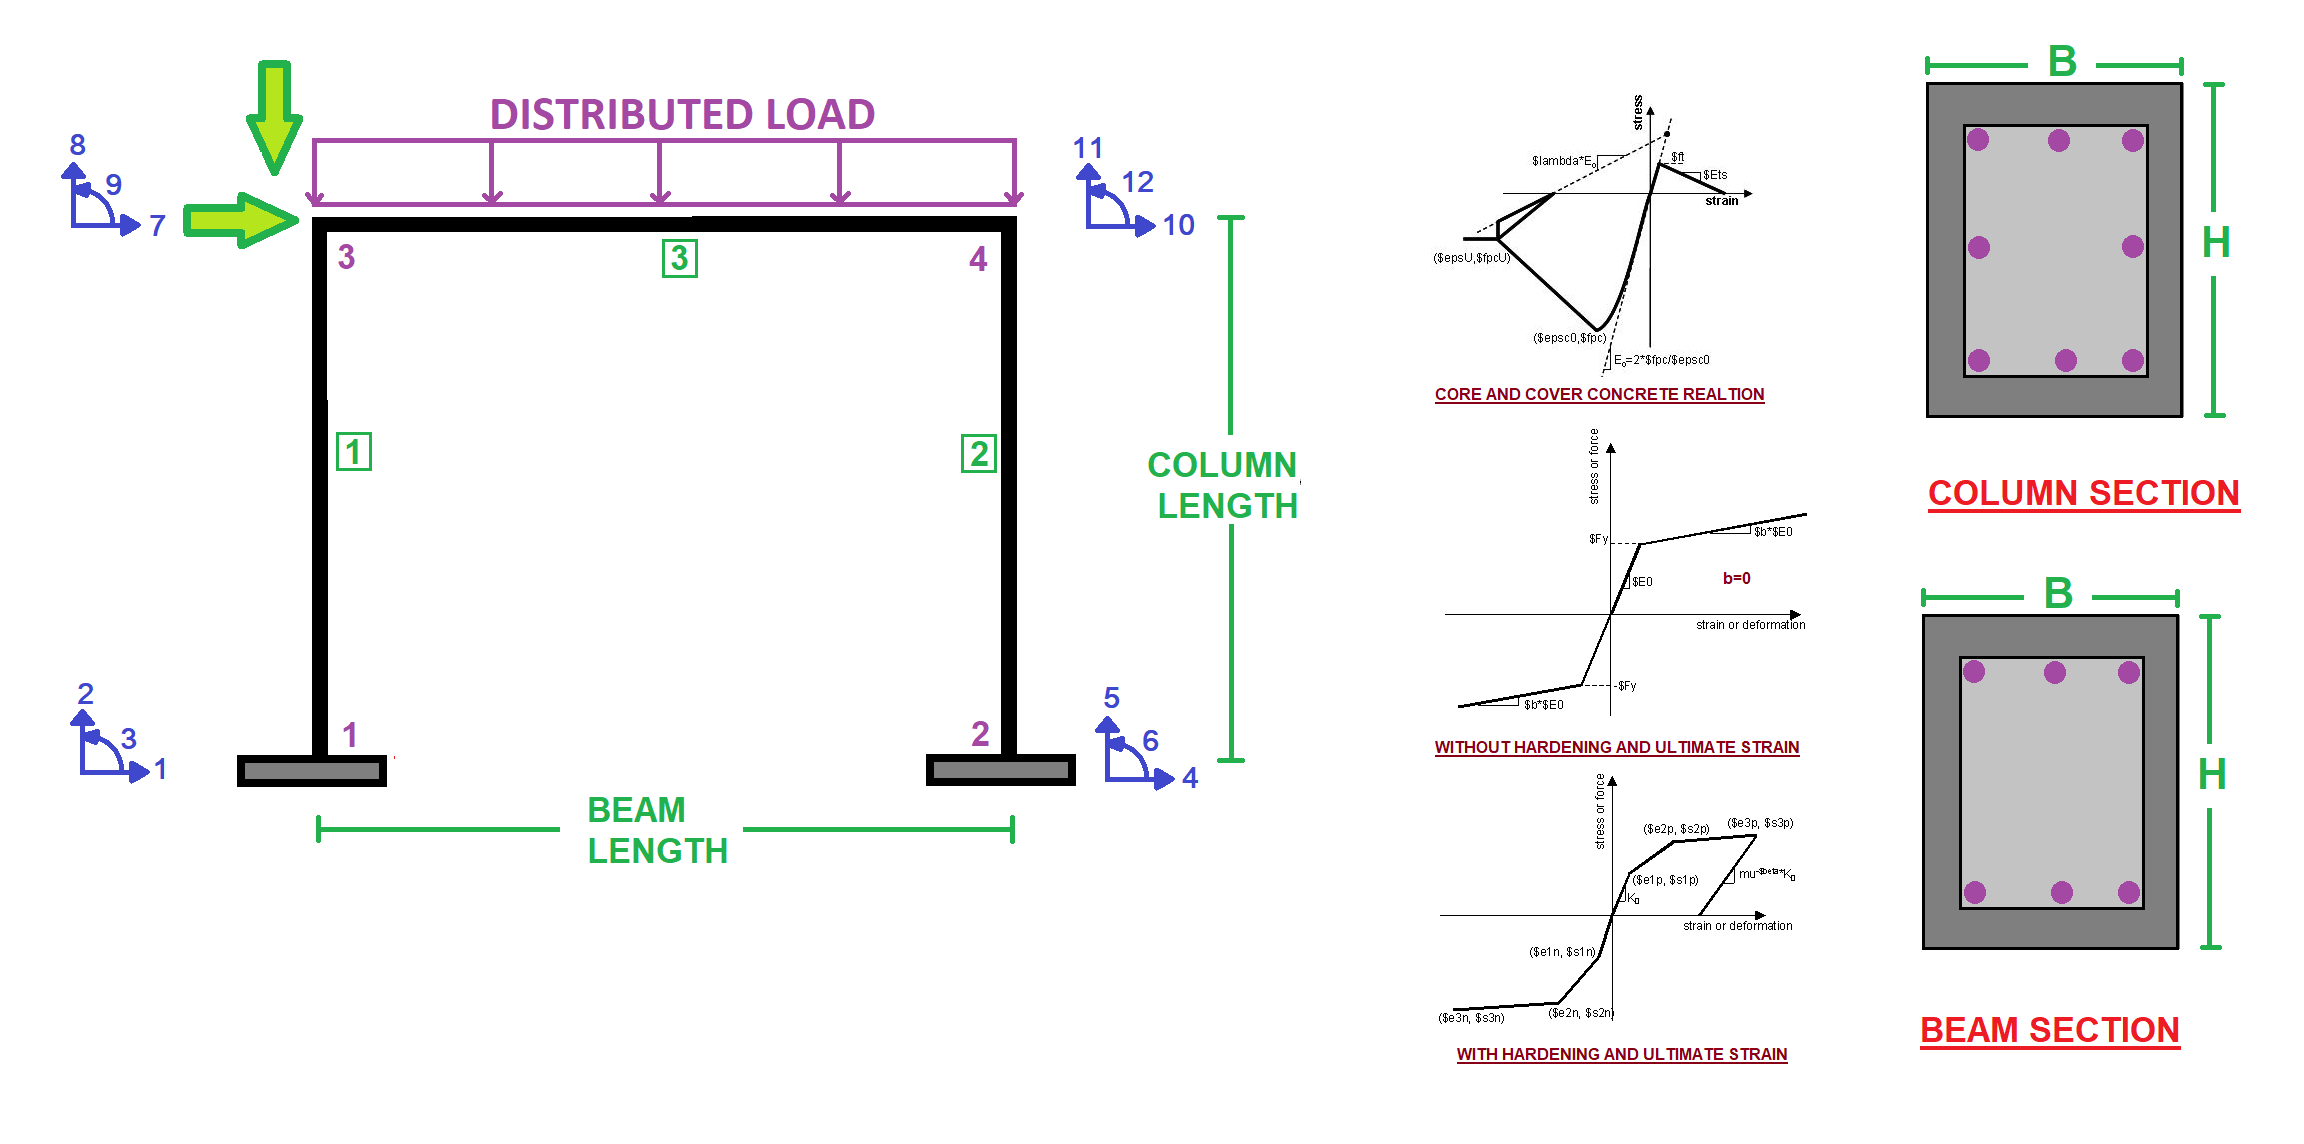 DISTRIBUTED LOAD
8
9
7
11
12
10
3
3
4
1
2
COLUMN
LENGTH
2
3
1
1
2
5
6
4
BEAM
LENGTH
stress
$lambda*E₀
$ft
$Ets
strain
($epsU,$fpcU)
($epsc0,$fpc)
E₀=2*$fpc/$epsc0
CORE AND COVER CONCRETE REALTION
stress or force
$Fy
$b*$E0
$E0
b=0
strain or deformation
-$Fy
$b*$E0
WITHOUT HARDENING AND ULTIMATE STRAIN
stress or force
($e2p, $s2p)
($e3p, $s3p)
($e1p, $s1p)
mu-$beta*K0
K0
strain or deformation
($e1n, $s1n)
($e3n, $s3n)
($e2n, $s2n)
WITH HARDENING AND ULTIMATE STRAIN
B
H
COLUMN SECTION
B
H
BEAM SECTION